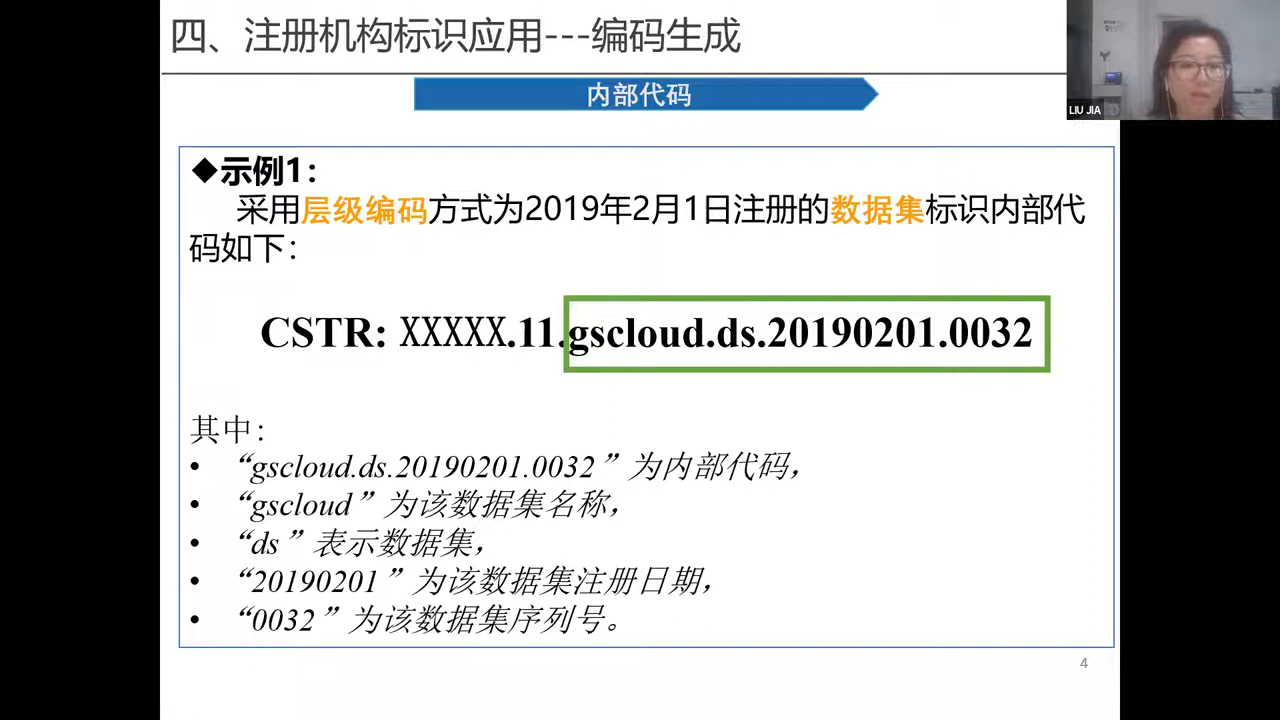 四、注册机构标识应用---编码生成
LIU JIA
内部代码
◆示例1：
采用层级编码方式为2019年2月1日注册的数据集标识内部代
码如下：
CSTR: XXXXX.11.gscloud.ds.20190201.0032
其中：
• “gscloud.ds.20190201.0032”为内部代码，
• “gscloud”为该数据集名称，
• “ds”表示数据集，
• “20190201”为该数据集注册日期，
• “0032”为该数据集序列号。
4